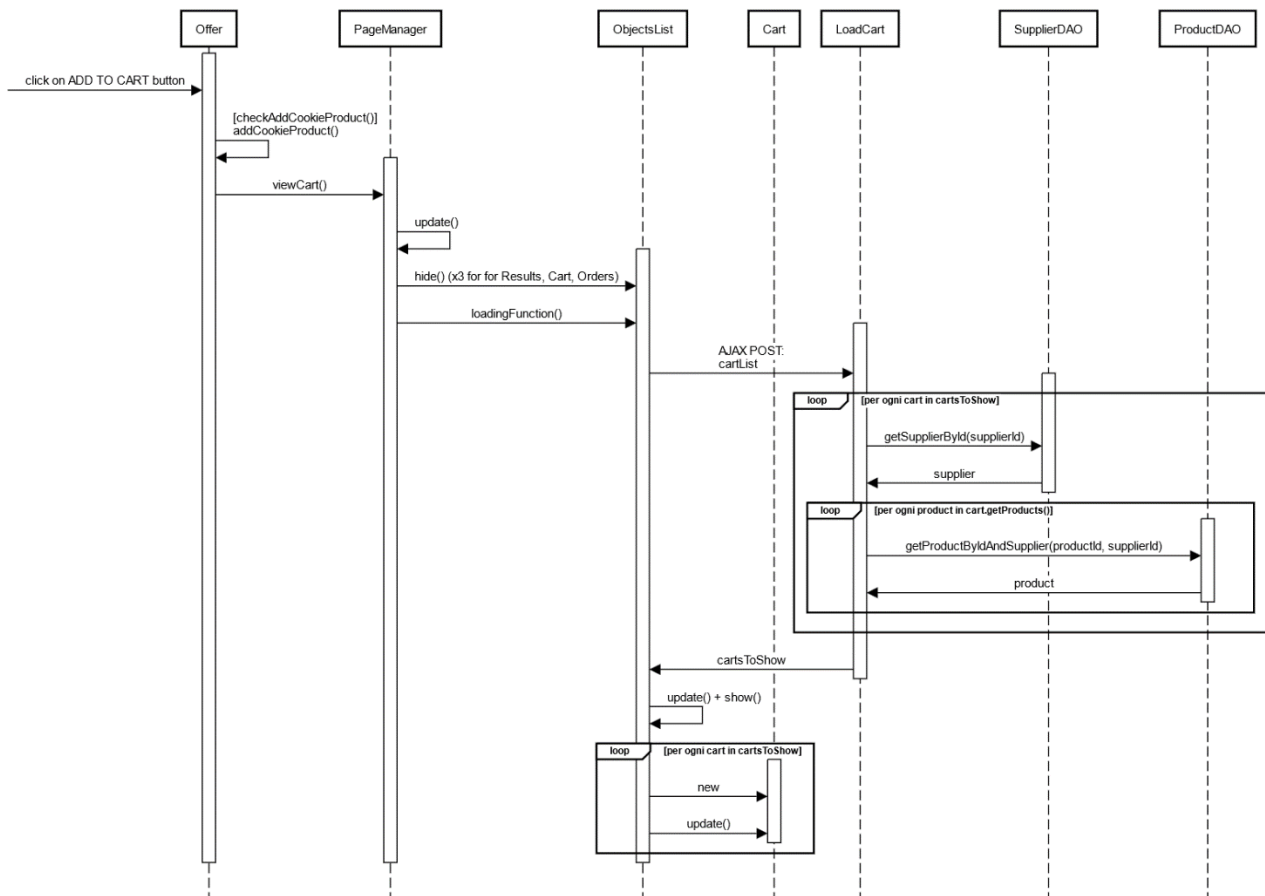 Offer
PageManager
ObjectsList
Cart
LoadCart
SupplierDAO
ProductDAO
click on ADD TO CART button
[checkAddCookieProduct()]
addCookieProduct()
viewCart()
update()
hide() (x3 for for Results, Cart, Orders)
loadingFunction()
AJAX POST:
cartList
loop
[per ogni cart in cartsToShow]
getSupplierById(supplierId)
supplier
loop
[per ogni product in cart.getProducts()]
getProductByIdAndSupplier(productId, supplierId)
product
cartsToShow
update() + show()
loop
[per ogni cart in cartsToShow]
new
update()